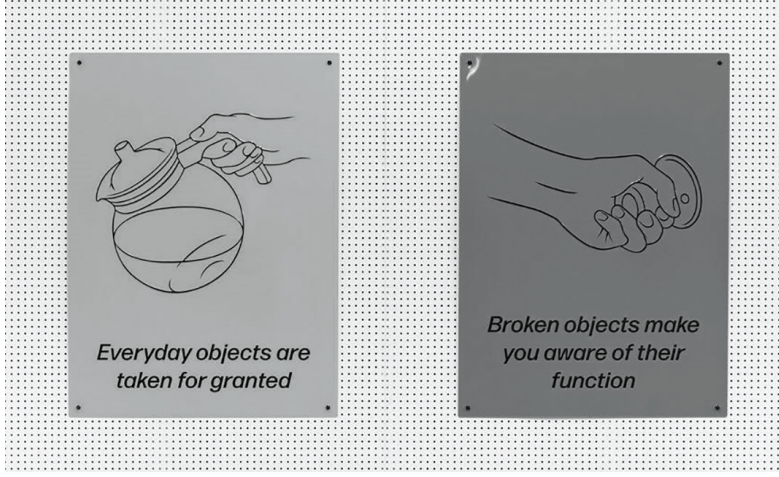 Everyday objects are
taken for granted
Broken objects make
you aware of their
function